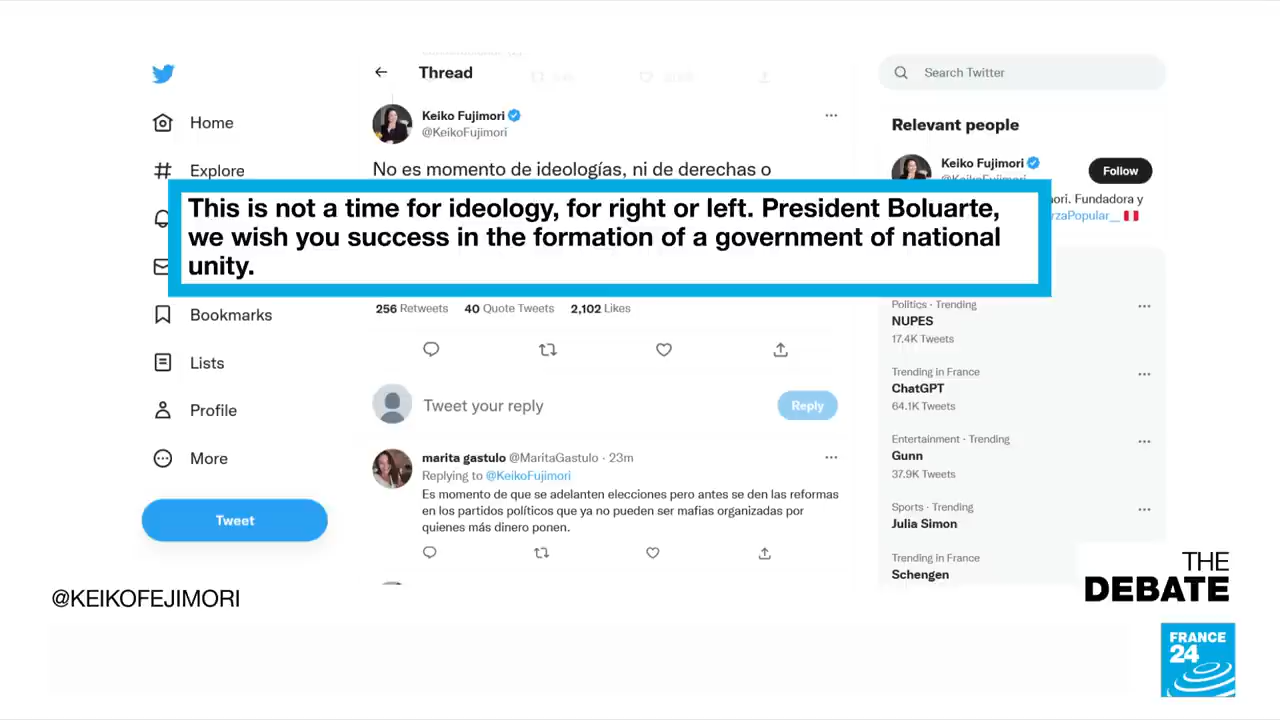 Thread
Search Twitter
Home
Keiko Fujimori
@KeikoFujimori
Relevant people
Explore
No es momento de ideologías, ni de derechas o
Keiko Fujimori
@KeikoFujimori
Follow
This is not a time for ideology, for right or left. President Boluarte,
we wish you success in the formation of a government of national
unity.
Fundadora y
256 Retweets 40 Quote Tweets 2,102 Likes
Bookmarks
Lists
Tweet your reply
Reply
Profile
More
marita gastulo @MaritaGastulo · 23m
Replying to @KeikoFujimori
Es momento de que se adelanten elecciones pero antes se den las reformas
en los partidos políticos que ya no pueden ser mafias organizadas por
quienes más dinero ponen.
Tweet
Politics · Trending
NUPES
17.4K Tweets
Trending in France
ChatGPT
64.1K Tweets
Entertainment · Trending
Gunn
37.9K Tweets
Sports · Trending
Julia Simon
Trending in France
Schengen
@KEIKOFEJIMORI
THE
DEBATE
FRANCE
24